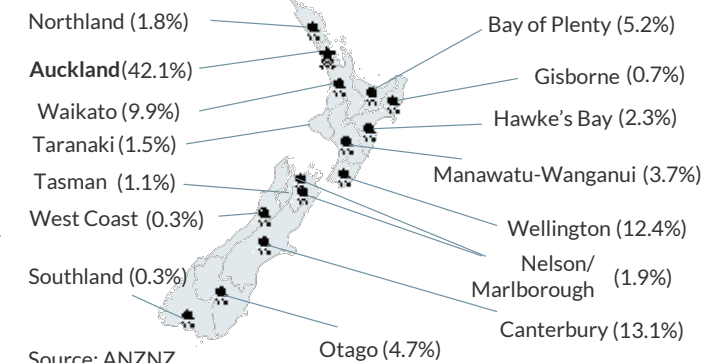 Northland (1.8%)
Auckland(42.1%)
Waikato (9.9%)
Taranaki (1.5%)
Tasman (1.1%)
West Coast (0.3%)
Southland (0.3%)
Source: ANZNZ
Bay of Plenty (5.2%)
Gisborne (0.7%)
Hawke's Bay (2.3%)
Manawatu-Wanganui (3.7%)
Wellington (12.4%)
Nelson/
Marlborough (1.9%)
Canterbury (13.1%)
Otago (4.7%)